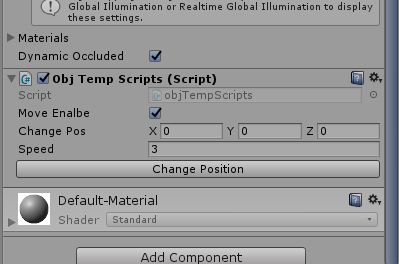 Global Illumination or Realtime Global Illumination to display
these settings.
Materials
Dynamic Occluded
Obj Temp Scripts (Script)
Script objTempScripts
Move Enalbe
Change Pos X 0 Y 0 Z 0
Speed 3
Change Position
Default-Material
Shader Standard
Add Component